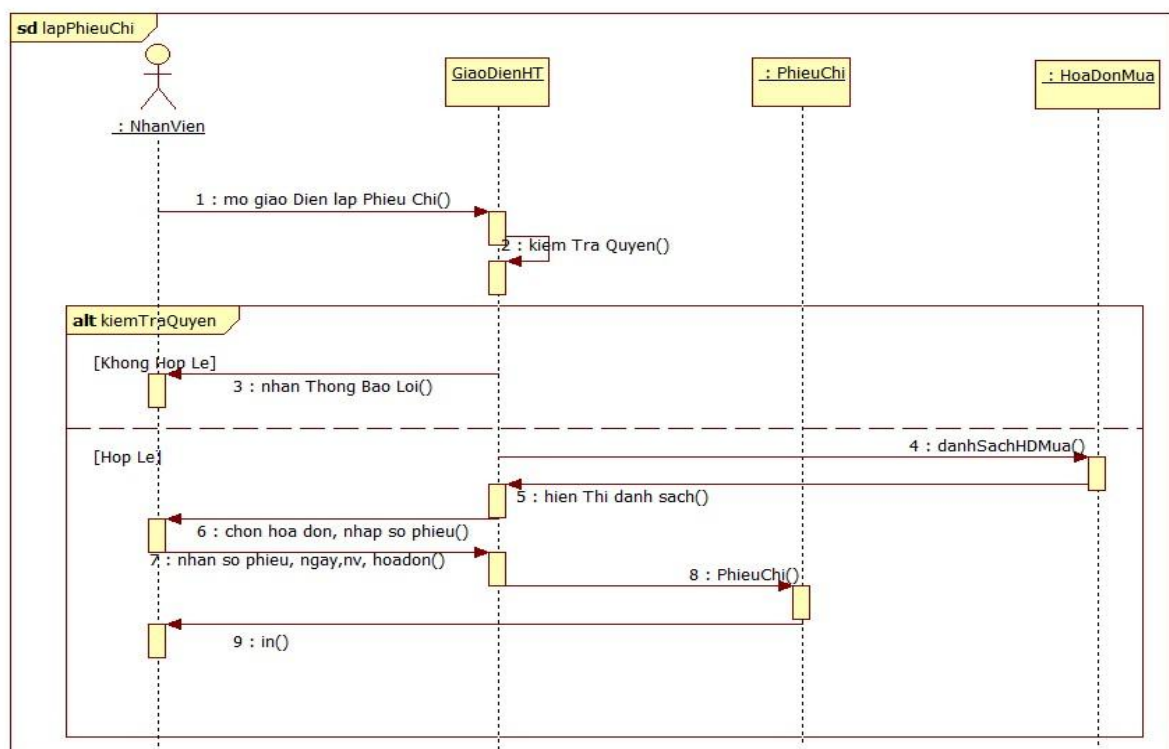 sd lapPhieuChi
GiaoDienHT
: PhieuChi
: HoaDonMua
: NhanVien
1 : mo giao Dien lap Phieu Chi()
2 : kiem Tra Quyen()
alt kiemTraQuyen
[Khong Hop Le]
3 : nhan Thong Bao Loi()
4 : danhSachHDMua()
[Hop Le]
5 : hien Thi danh sach()
6 : chon hoa don, nhap so phieu()
7 : nhan so phieu, ngay,nv, hoadon()
8 : PhieuChi()
9 : in()